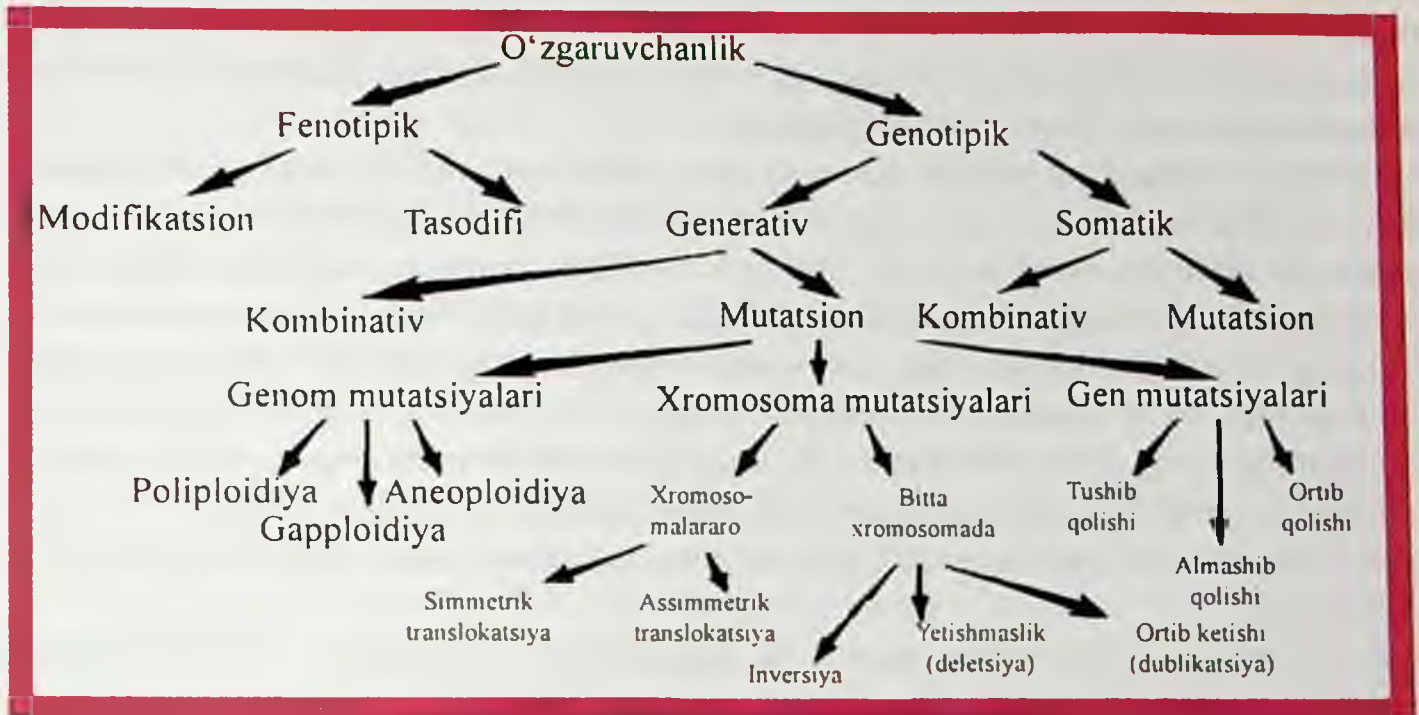 O‘zgaruvchanlik
Fenotipik
Genotipik
Modifikatsion
Tasodifi
Generativ
Somatik
Kombinativ
Mutatsion
Kombinativ
Mutatsion
Genom mutatsiyalari
Xromosoma mutatsiyalari
Gen mutatsiyalari
Poliploidiya
Aneoploidiya
Gapploidiya
Xromoso-
malararo
Bitta
xromosomada
Tushib
qolishi
Ortib
qolishi
Almashib
qolishi
Simmetrik
translokatsiya
Assimmetrik
translokatsiya
Inversiya
Yetishmaslik
(deletsiya)
Ortib ketishi
(dublikatsiya)